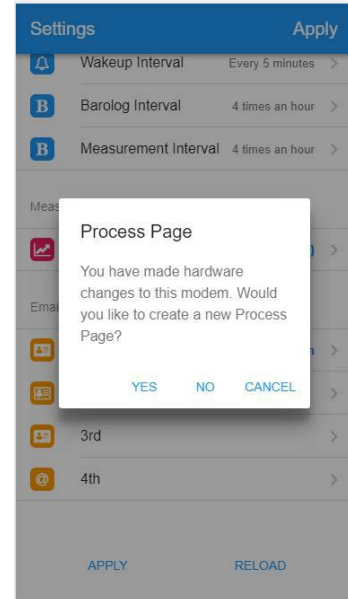 Settings Apply
Wakeup Interval Every 5 minutes
B Barolog Interval 4 times an hour
B Measurement Interval 4 times an hour
Meas
Process Page
)
You have made hardware
changes to this modem. Would
Emai
you like to create a new Process
Page?
YES NO CANCEL
3rd
@ 4th
APPLY RELOAD